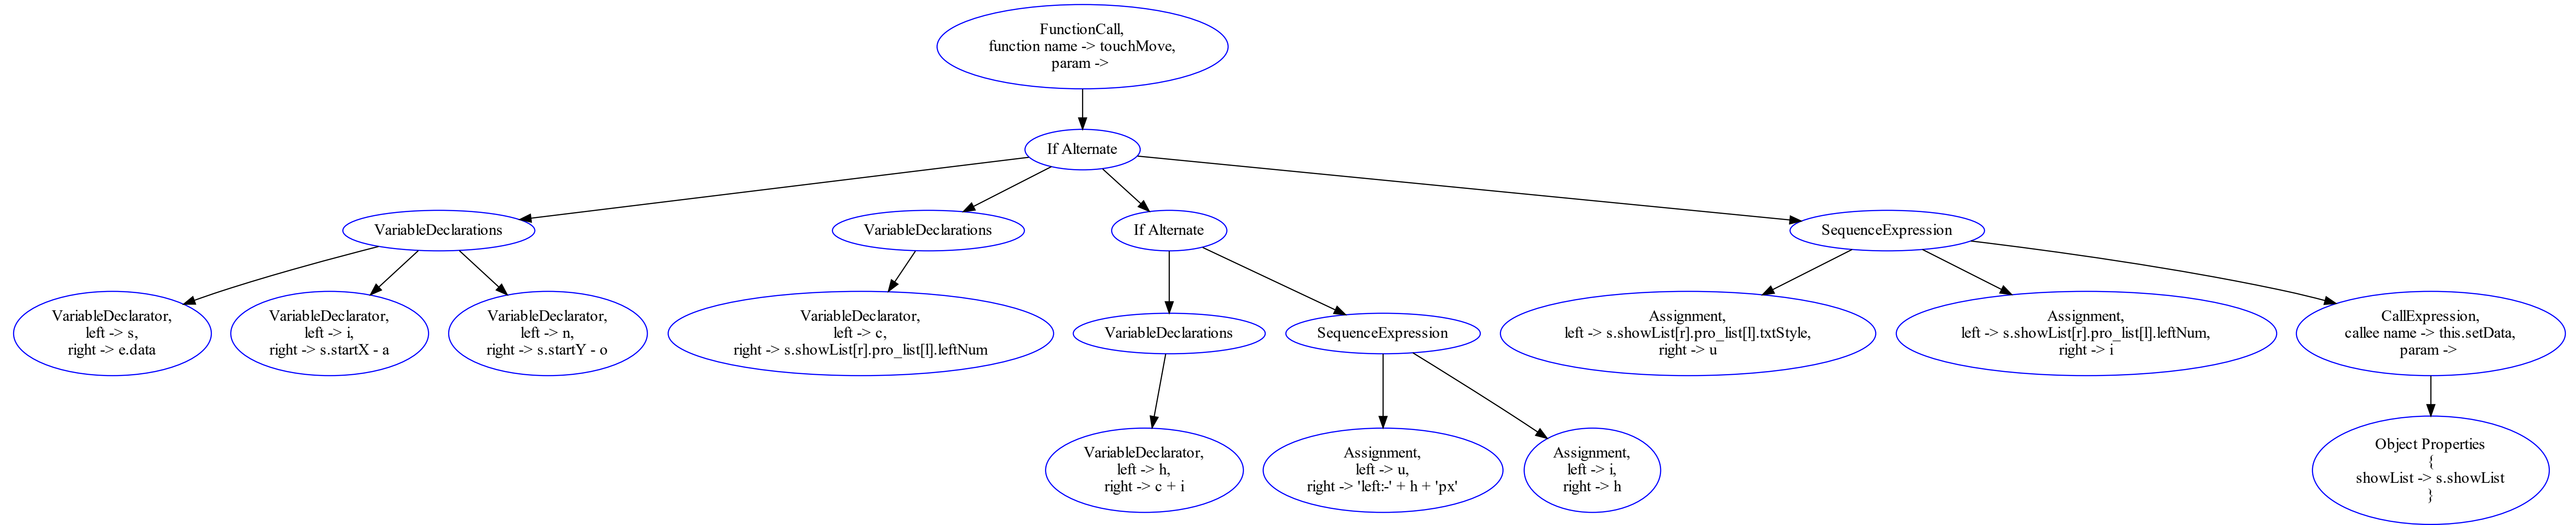 FunctionCall,
function name -> touchMove,
param ->
If Alternate
VariableDeclarations
VariableDeclarations
If Alternate
SequenceExpression
VariableDeclarator,
left -> s,
right -> e.data
VariableDeclarator,
left -> i,
right -> s.startX - a
VariableDeclarator,
left -> n,
right -> s.startY - o
VariableDeclarator,
left -> c,
right -> s.showList[r].pro_list[l].leftNum
VariableDeclarations
SequenceExpression
Assignment,
left -> s.showList[r].pro_list[l].txtStyle,
right -> u
Assignment,
left -> s.showList[r].pro_list[l].leftNum,
right -> i
CallExpression,
callee name -> this.setData,
param ->
VariableDeclarator,
left -> h,
right -> c + i
Assignment,
left -> u,
right -> 'left:-' + h + 'px'
Assignment,
left -> i,
right -> h
Object Properties
{
showList -> s.showList
}